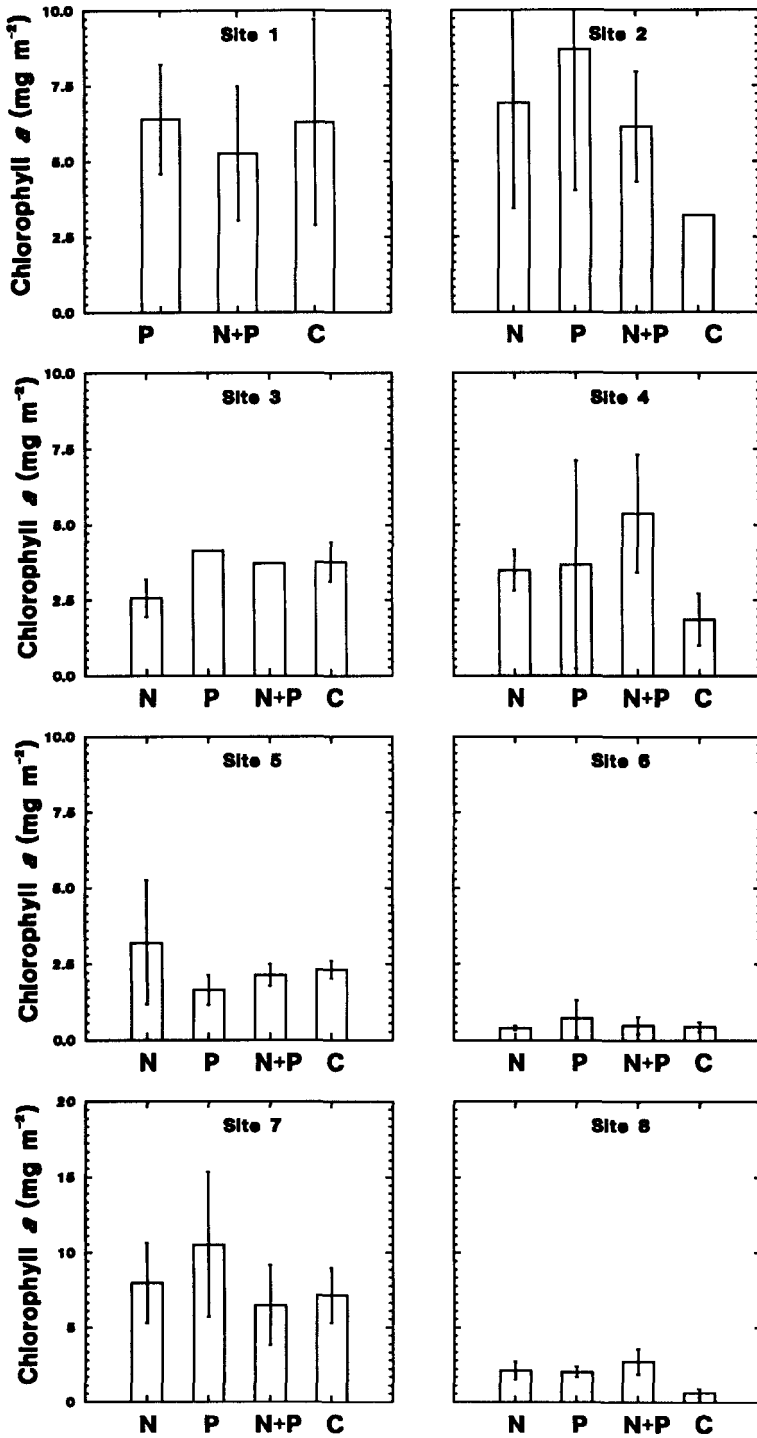 Chlorophyll a (mg m⁻²)
10.0
7.5
5.0
2.5
0.0
Site 1
P N+P C
Site 2
N P N+P C
Chlorophyll a (mg m⁻²)
10.0
7.5
5.0
2.5
0.0
Site 3
N P N+P C
Site 4
N P N+P C
Chlorophyll a (mg m⁻²)
10.0
7.5
5.0
2.5
0.0
Site 5
N P N+P C
Site 6
N P N+P C
Chlorophyll a (mg m⁻²)
20
15
10
5
0
Site 7
N P N+P C
Site 8
N P N+P C